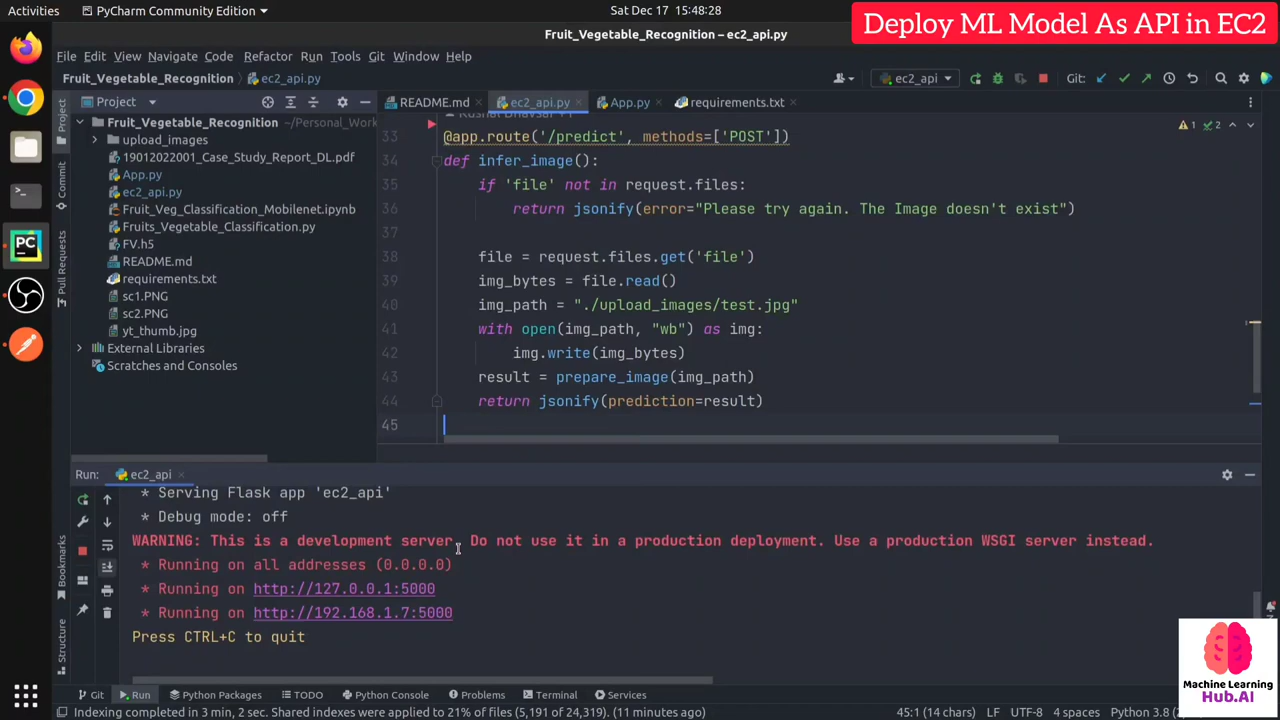 Activities
PyCharm Community Edition
Sat Dec 17 15:48:28
Deploy ML Model As API in EC2
Fruit_Vegetable_Recognition – ec2_api.py
File Edit View Navigate Code Refactor Run Tools Git Window Help
Fruit_Vegetable_Recognition
ec2_api.py
ec2_api
Git:
Project
README.md
ec2_api.py
App.py
requirements.txt
Project
Commit
Pull Requests
Bookmarks
Structure
Fruit_Vegetable_Recognition ~/Personal_Work
upload_images
19012022001_Case_Study_Report_DL.pdf
App.py
ec2_api.py
Fruit_Veg_Classification_Mobilenet.ipynb
Fruits_Vegetable_Classification.py
FV.h5
README.md
requirements.txt
sc1.PNG
sc2.PNG
yt_thumb.jpg
External Libraries
Scratches and Consoles
1 2
33 @app.route('/predict', methods=['POST'])
34 def infer_image():
35 if 'file' not in request.files:
36 return jsonify(error="Please try again. The Image doesn't exist")
37
38 file = request.files.get('file')
39 img_bytes = file.read()
40 img_path = "./upload_images/test.jpg"
41 with open(img_path, "wb") as img:
42 img.write(img_bytes)
43 result = prepare_image(img_path)
44 return jsonify(prediction=result)
45
Run: ec2_api
* Serving Flask app 'ec2_api'
* Debug mode: off
WARNING: This is a development server. Do not use it in a production deployment. Use a production WSGI server instead.
* Running on all addresses (0.0.0.0)
* Running on http://127.0.0.1:5000
* Running on http://192.168.1.7:5000
Press CTRL+C to quit
Git Run Python Packages TODO Python Console Problems Terminal Services
Indexing completed in 3 min, 2 sec. Shared indexes were applied to 21% of files (5,191 of 24,319). (11 minutes ago)
45:1 (14 chars) LF UTF-8 4 spaces Python 3.8
Machine Learning
Hub.AI